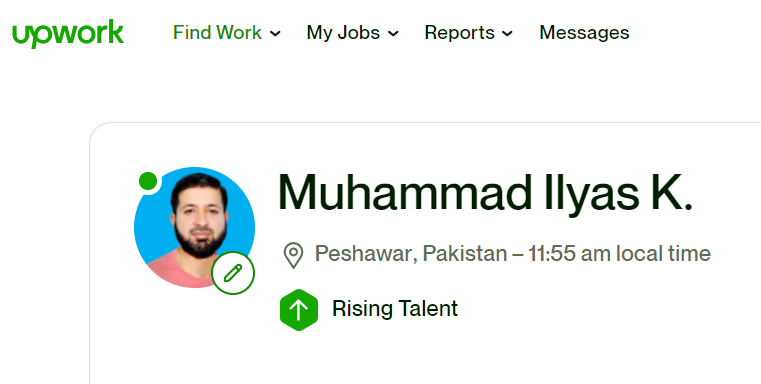 upwork Find Work My Jobs Reports Messages
Muhammad Ilyas K.
Peshawar, Pakistan – 11:55 am local time
Rising Talent